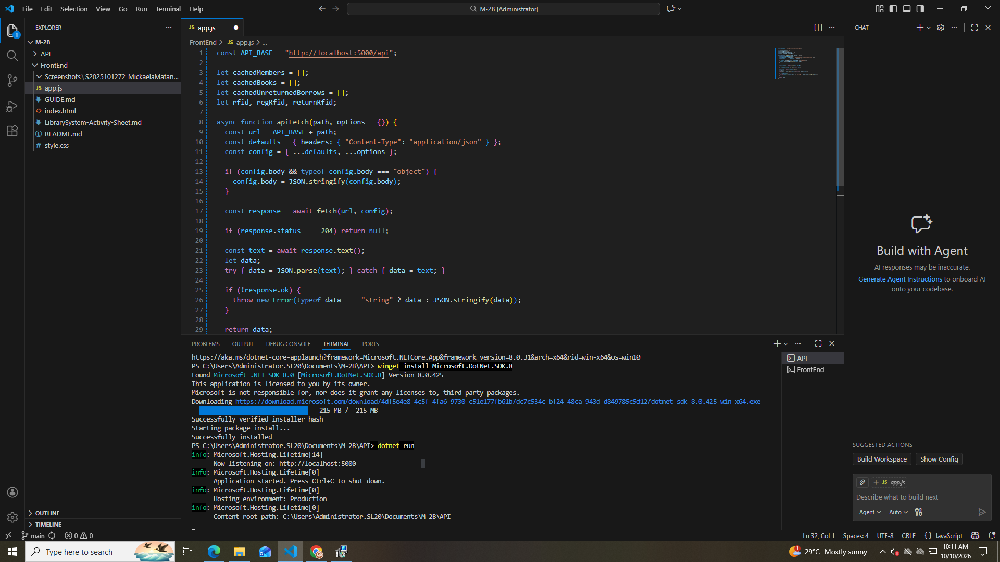 File Edit Selection View Go Run Terminal Help
M-2B [Administrator]
EXPLORER
1
M-2B
API
FrontEnd
Screenshots\S2025101272_MickaelaMatan...
JS app.js
GUIDE.md
index.html
LibrarySystem-Activity-Sheet.md
README.md
style.css
OUTLINE
TIMELINE
JS app.js
FrontEnd > JS app.js > ...
1 const API_BASE = "http://localhost:5000/api";
2
3 let cachedMembers = [];
4 let cachedBooks = [];
5 let cachedUnreturnedBorrows = [];
6 let rfid, regRfid, returnRfid;
7
8 async function apiFetch(path, options = {}) {
9 const url = API_BASE + path;
10 const defaults = { headers: { "Content-Type": "application/json" } };
11 const config = { ...defaults, ...options };
12
13 if (config.body && typeof config.body === "object") {
14 config.body = JSON.stringify(config.body);
15 }
16
17 const response = await fetch(url, config);
18
19 if (response.status === 204) return null;
20
21 const text = await response.text();
22 let data;
23 try { data = JSON.parse(text); } catch { data = text; }
24
25 if (!response.ok) {
26 throw new Error(typeof data === "string" ? data : JSON.stringify(data));
27 }
28
29 return data;
PROBLEMS OUTPUT DEBUG CONSOLE TERMINAL PORTS
https://aka.ms/dotnet-core-applaunch?framework=Microsoft.NETCore.App&framework_version=8.0.31&arch=x64&rid=win-x64&os=win10
PS C:\Users\Administrator.SL20\Documents\M-2B\API> winget install Microsoft.DotNet.SDK.8
Found Microsoft .NET SDK 8.0 [Microsoft.DotNet.SDK.8] Version 8.0.425
This application is licensed to you by its owner.
Microsoft is not responsible for, nor does it grant any licenses to, third-party packages.
Downloading https://download.microsoft.com/download/4df5e4e8-4c5f-4fa6-9730-c51e177fb61b/dc7c534c-bf24-48ca-943d-d849785c5d12/dotnet-sdk-8.0.425-win-x64.exe
215 MB / 215 MB
Successfully verified installer hash
Starting package install...
Successfully installed
PS C:\Users\Administrator.SL20\Documents\M-2B\API> dotnet run
info: Microsoft.Hosting.Lifetime[14]
Now listening on: http://localhost:5000
info: Microsoft.Hosting.Lifetime[0]
Application started. Press Ctrl+C to shut down.
info: Microsoft.Hosting.Lifetime[0]
Hosting environment: Production
info: Microsoft.Hosting.Lifetime[0]
Content root path: C:\Users\Administrator.SL20\Documents\M-2B\API
API
FrontEnd
CHAT
Build with Agent
AI responses may be inaccurate.
Generate Agent Instructions to onboard AI
onto your codebase.
SUGGESTED ACTIONS
Build Workspace Show Config
JS app.js
Describe what to build next
Agent Auto
main 0 0
Ln 32, Col 1 Spaces: 4 UTF-8 CRLF {} JavaScript
Type here to search
1
29°C Mostly sunny
10:11 AM
10/10/2026